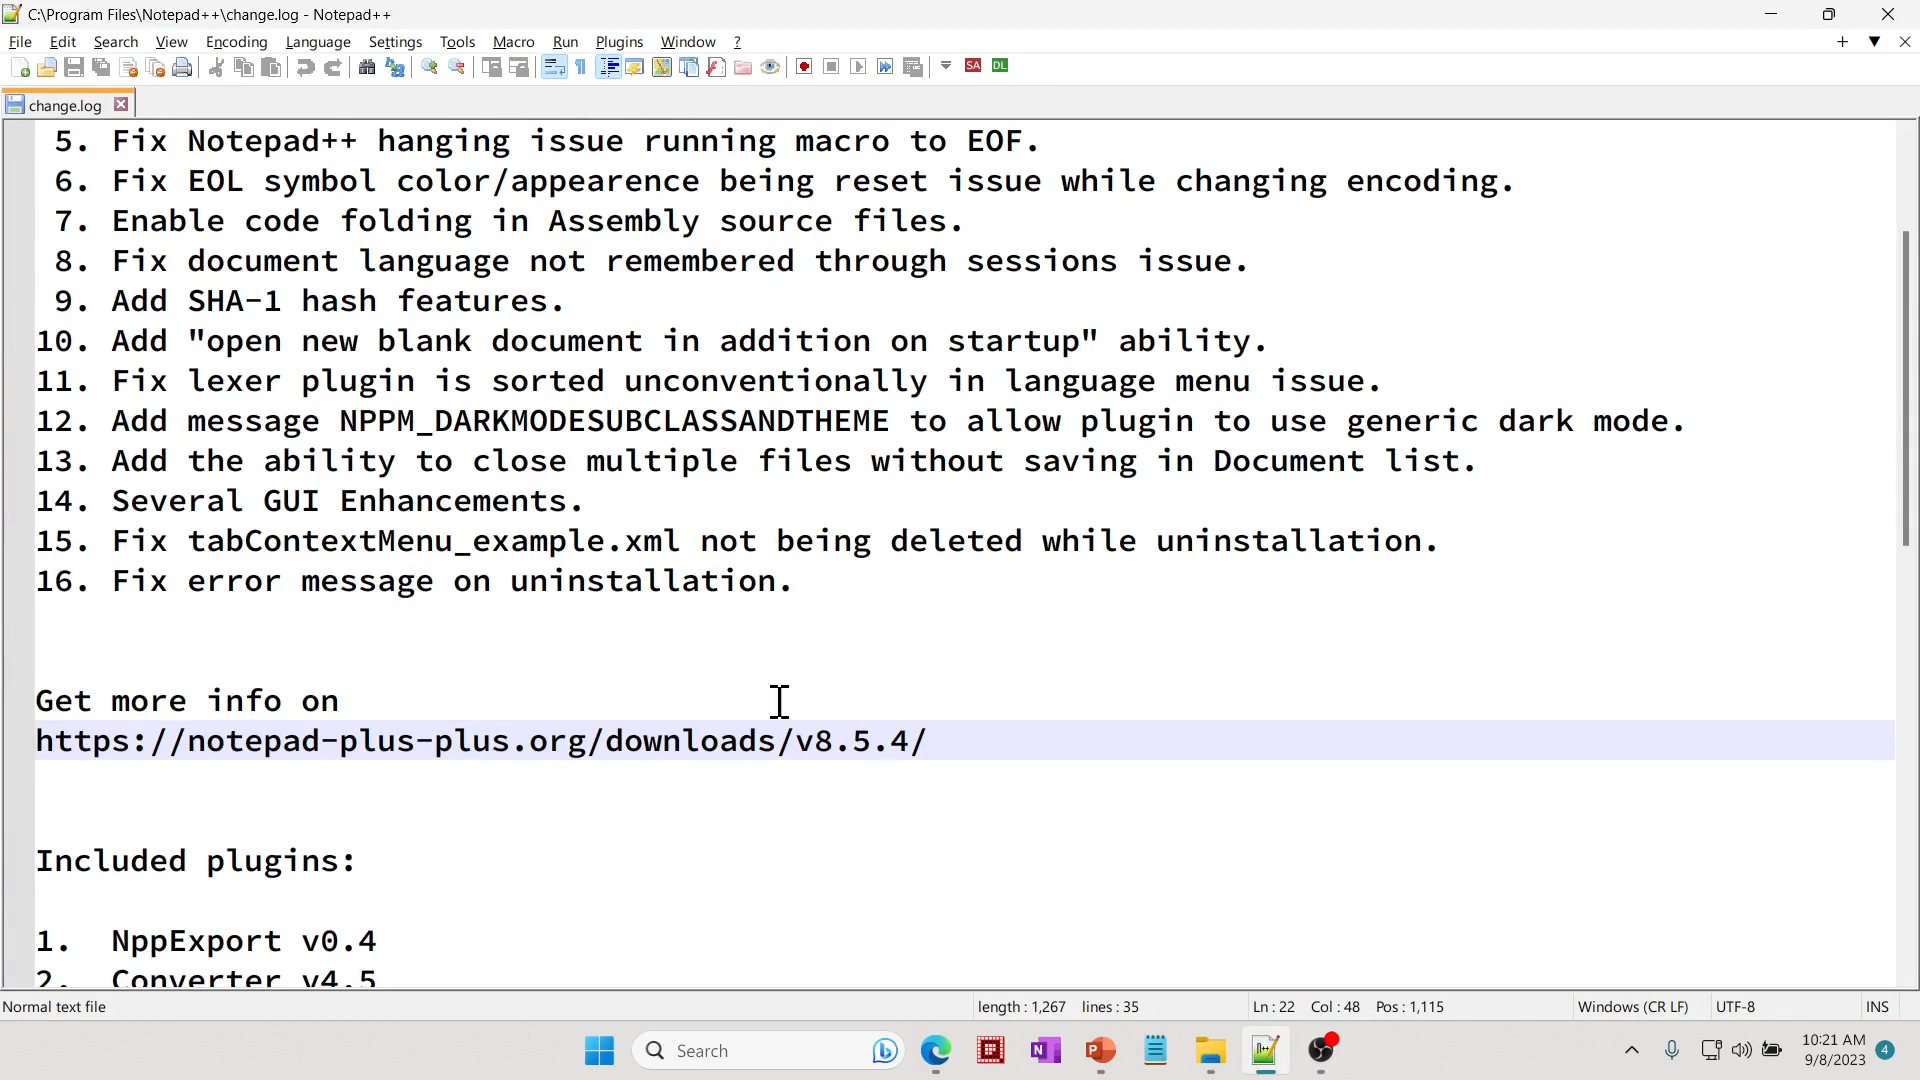 C:\Program Files\Notepad++\change.log - Notepad++
File Edit Search View Encoding Language Settings Tools Macro Run Plugins Window ?
SA DL
change.log
5. Fix Notepad++ hanging issue running macro to EOF.
6. Fix EOL symbol color/appearence being reset issue while changing encoding.
7. Enable code folding in Assembly source files.
8. Fix document language not remembered through sessions issue.
9. Add SHA-1 hash features.
10. Add "open new blank document in addition on startup" ability.
11. Fix lexer plugin is sorted unconventionally in language menu issue.
12. Add message NPPM_DARKMODESUBCLASSANDTHEME to allow plugin to use generic dark mode.
13. Add the ability to close multiple files without saving in Document list.
14. Several GUI Enhancements.
15. Fix tabContextMenu_example.xml not being deleted while uninstallation.
16. Fix error message on uninstallation.
Get more info on
https://notepad-plus-plus.org/downloads/v8.5.4/
Included plugins:
1. NppExport v0.4
2. Converter v4.5
Normal text file length : 1,267 lines : 35 Ln : 22 Col : 48 Pos : 1,115 Windows (CR LF) UTF-8 INS
Search
10:21 AM
9/8/2023
4